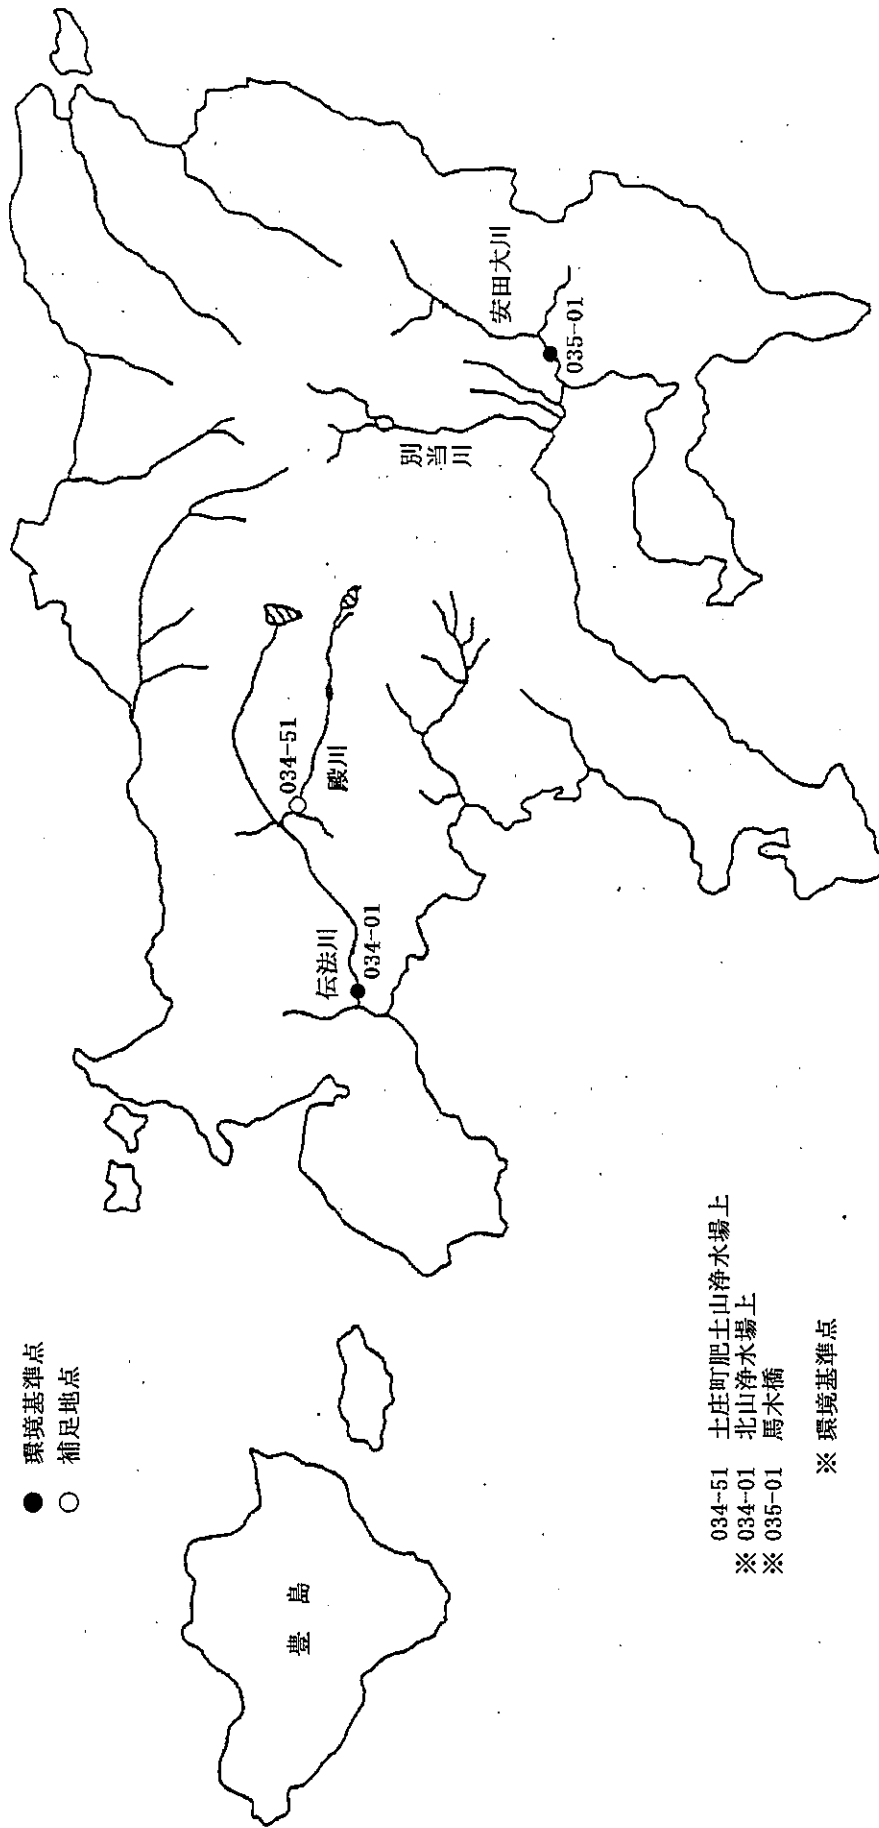 ● 環境基準点
○ 補足地点
豊島
伝法川
034-01
034-51
殿川
別当川
安田大川
035-01
034-51 土庄町肥土山浄水場上
※ 034-01 北山浄水場上
※ 035-01 馬木橋
※ 環境基準点